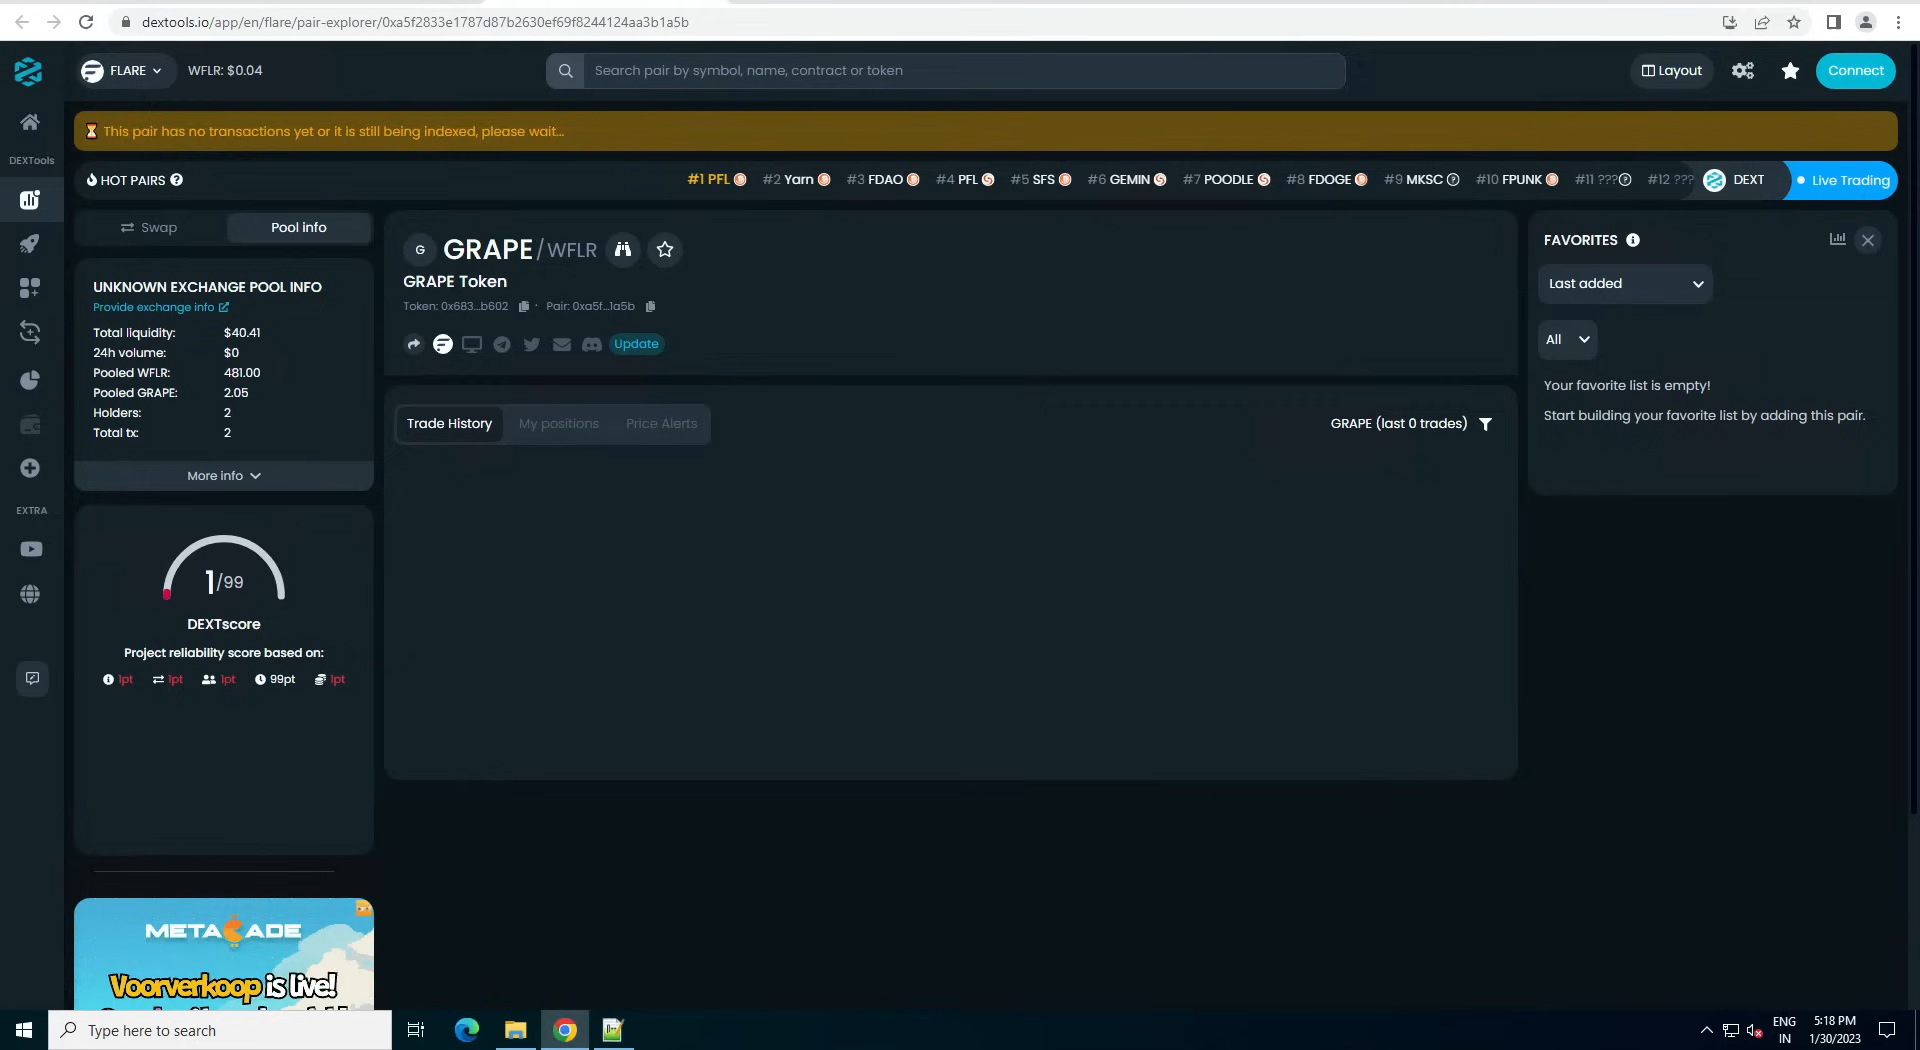 dextools.io/app/en/flare/pair-explorer/0xa5f2833e1787d87b2630ef69f8244124aa3b1a5b
FLARE
WFLR: $0.04
Search pair by symbol, name, contract or token
Layout
Connect
This pair has no transactions yet or it is still being indexed, please wait...
DEXTools
HOT PAIRS
#1 PFL #2 Yarn #3 FDAO #4 PFL #5 SFS #6 GEMIN #7 POODLE #8 FDOGE #9 MKSC #10 FPUNK #11 ??? #12 ???
DEXT
Live Trading
Swap
Pool info
UNKNOWN EXCHANGE POOL INFO
Provide exchange info
Total liquidity: $40.41
24h volume: $0
Pooled WFLR: 481.00
Pooled GRAPE: 2.05
Holders: 2
Total tx: 2
More info
EXTRA
1/99
DEXTscore
Project reliability score based on:
1pt 1pt 1pt 99pt 1pt
METACADE
Voorverkoop is live!
G
GRAPE/WFLR
GRAPE Token
Token: 0x683...b602 · Pair: 0xa5f...1a5b
Update
Trade History
My positions
Price Alerts
GRAPE (last 0 trades)
FAVORITES
Last added
All
Your favorite list is empty!
Start building your favorite list by adding this pair.
Type here to search
ENG
IN
5:18 PM
1/30/2023